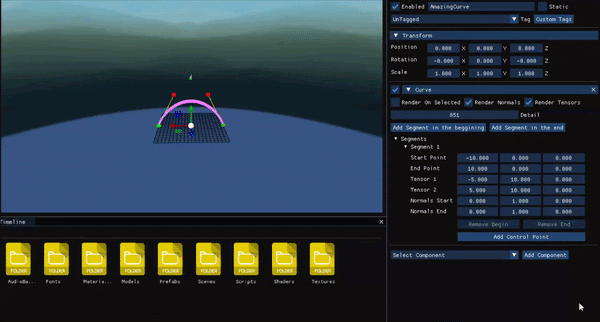 Enabled AmazingCurve Static
UnTagged Tag Custom Tags
Transform
Position 0.000 X 0.000 Y 0.000 Z
Rotation -0.000 X 0.000 Y -0.000 Z
Scale 1.000 X 1.000 Y 1.000 Z
Curve
Render On Selected Render Normals Render Tensors
851 Detail
Add Segment in the beggining Add Segment in the end
Segments
Segment 1
Start Point -10.000 0.000 0.000
End Point 10.000 0.000 0.000
Tensor 1 -5.000 10.000 0.000
Tensor 2 5.000 10.000 0.000
Normals Start 0.000 1.000 0.000
Normals End 0.000 1.000 0.000
Remove Begin Remove End
Add Control Point
Select Component Add Component
Timeline
FOLDER FOLDER FOLDER FOLDER FOLDER FOLDER FOLDER FOLDER FOLDER
AudioBa... Fonts Materia... Models Prefabs Scenes Scripts Shaders Textures